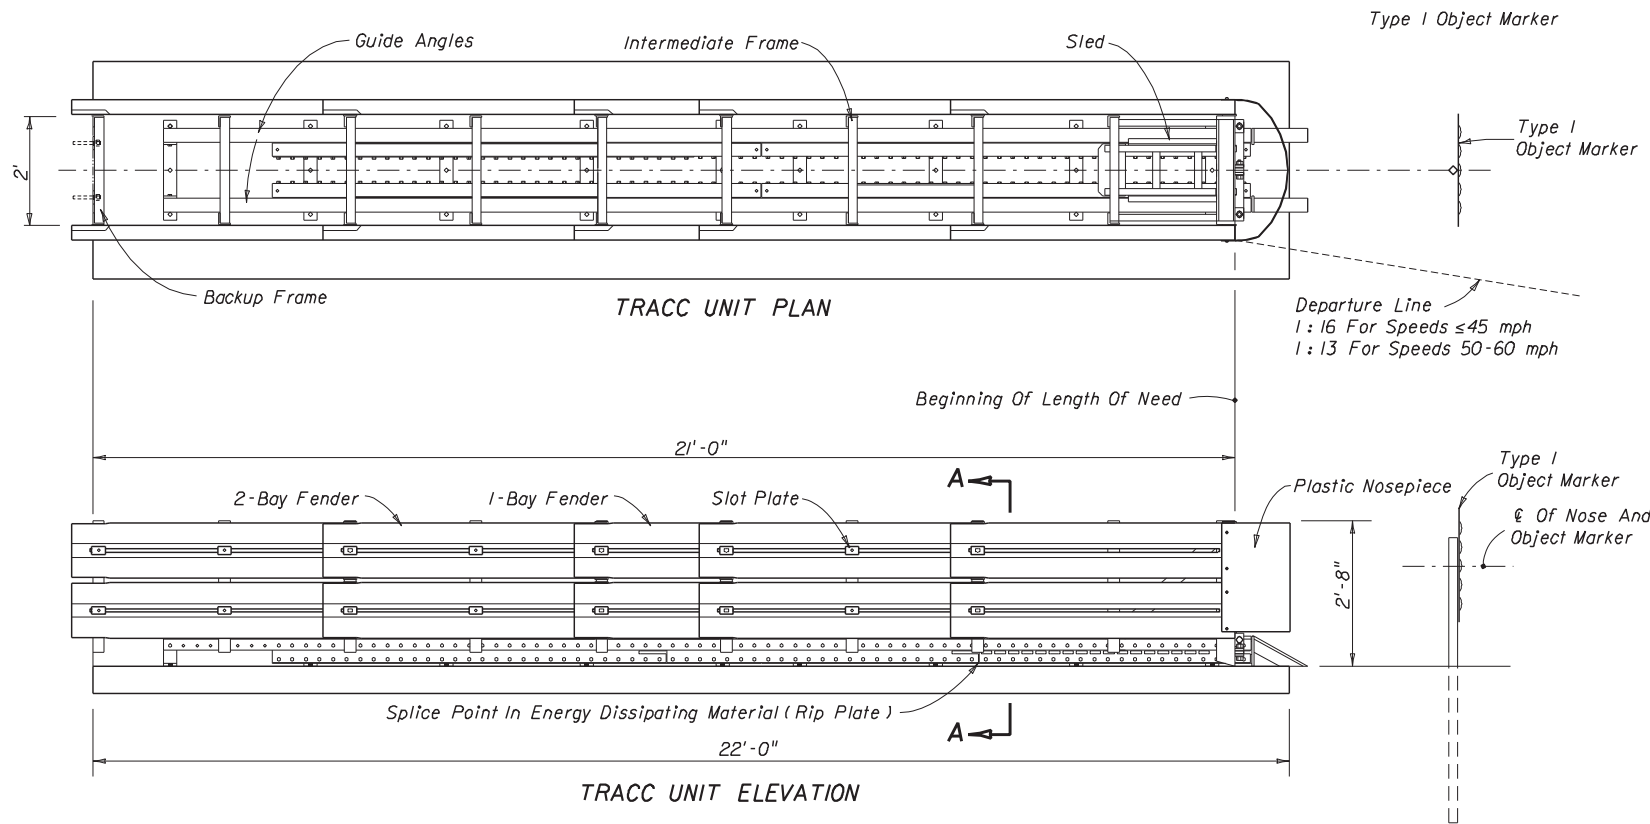 Type 1 Object Marker
Guide Angles
Intermediate Frame
Sled
Type 1
Object Marker
2'
Backup Frame
TRACC UNIT PLAN
Departure Line
1:16 For Speeds ≤45 mph
1:13 For Speeds 50-60 mph
Beginning Of Length Of Need
21'-0"
A
2-Bay Fender
1-Bay Fender
Slot Plate
Plastic Nosepiece
Type 1
Object Marker
℄ Of Nose And
Object Marker
2'-8"
Splice Point In Energy Dissipating Material (Rip Plate)
A
22'-0"
TRACC UNIT ELEVATION